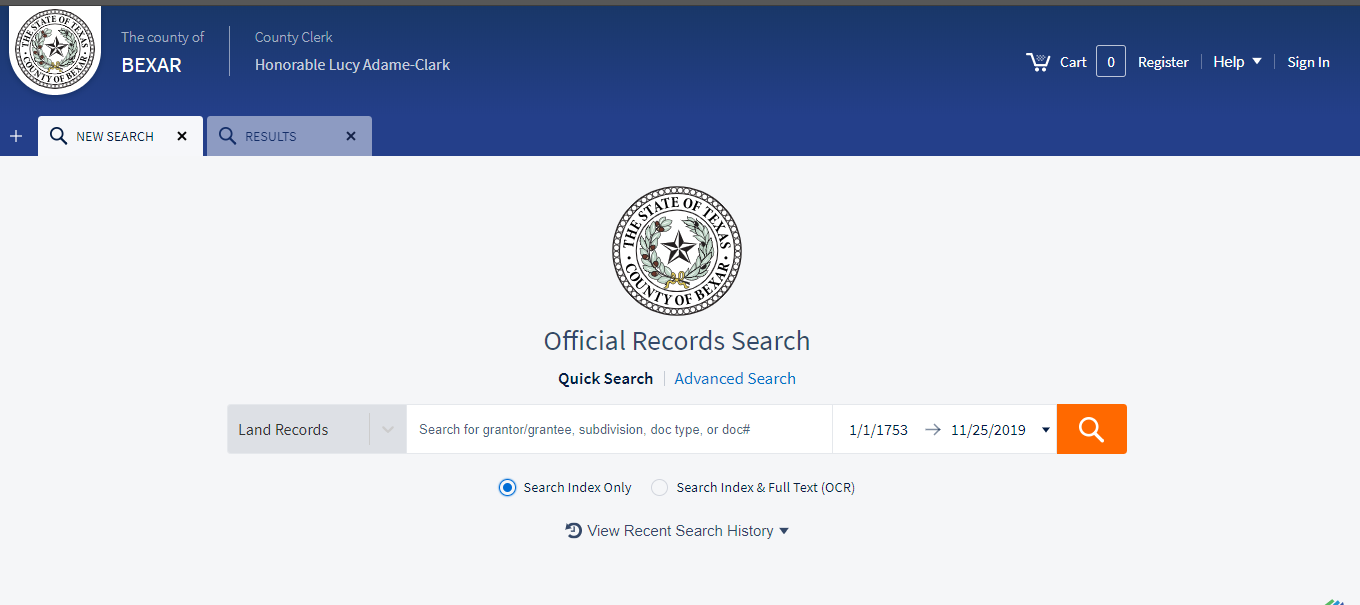 THE STATE OF TEXAS
COUNTY OF BEXAR
The county of
BEXAR
County Clerk
Honorable Lucy Adame-Clark
Cart 0 Register Help Sign In
+ NEW SEARCH × RESULTS ×
THE STATE OF TEXAS
COUNTY OF BEXAR
Official Records Search
Quick Search Advanced Search
Land Records Search for grantor/grantee, subdivision, doc type, or doc# 1/1/1753 → 11/25/2019
Search Index Only Search Index & Full Text (OCR)
View Recent Search History